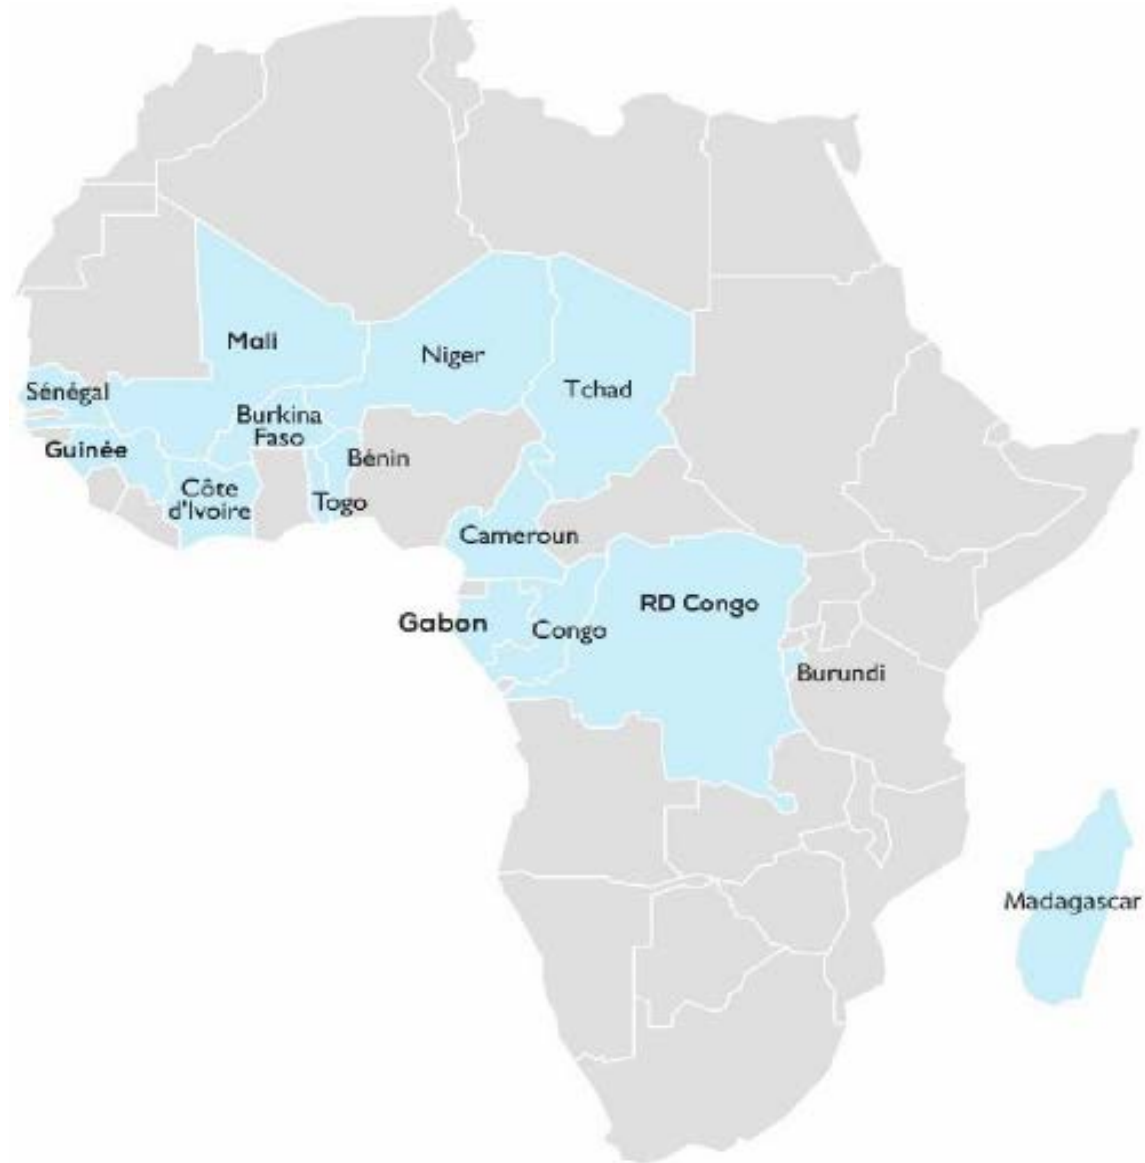 Mali
Niger
Tchad
Sénégal
Burkina
Faso
Guinée
Bénin
Côte
d'Ivoire
Togo
Cameroun
Gabon
Congo
RD Congo
Burundi
Madagascar